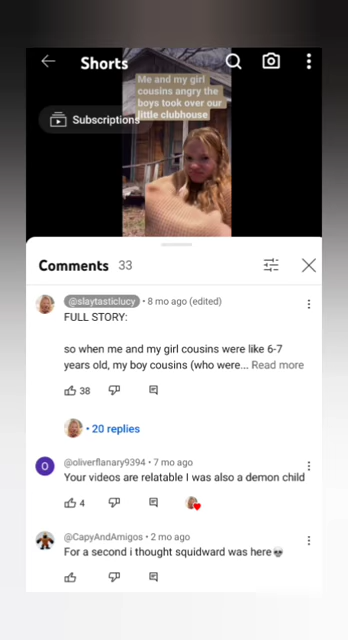 Shorts
Me and my girl
cousins angry the
boys took over our
little clubhouse
Subscriptions
Comments 33
@slaytasticlucy • 8 mo ago (edited)
FULL STORY:
so when me and my girl cousins were like 6-7
years old, my boy cousins (who were... Read more
38
• 20 replies
O
@oliverflanary9394 • 7 mo ago
Your videos are relatable I was also a demon child
4
@CapyAndAmigos • 2 mo ago
For a second i thought squidward was here💀